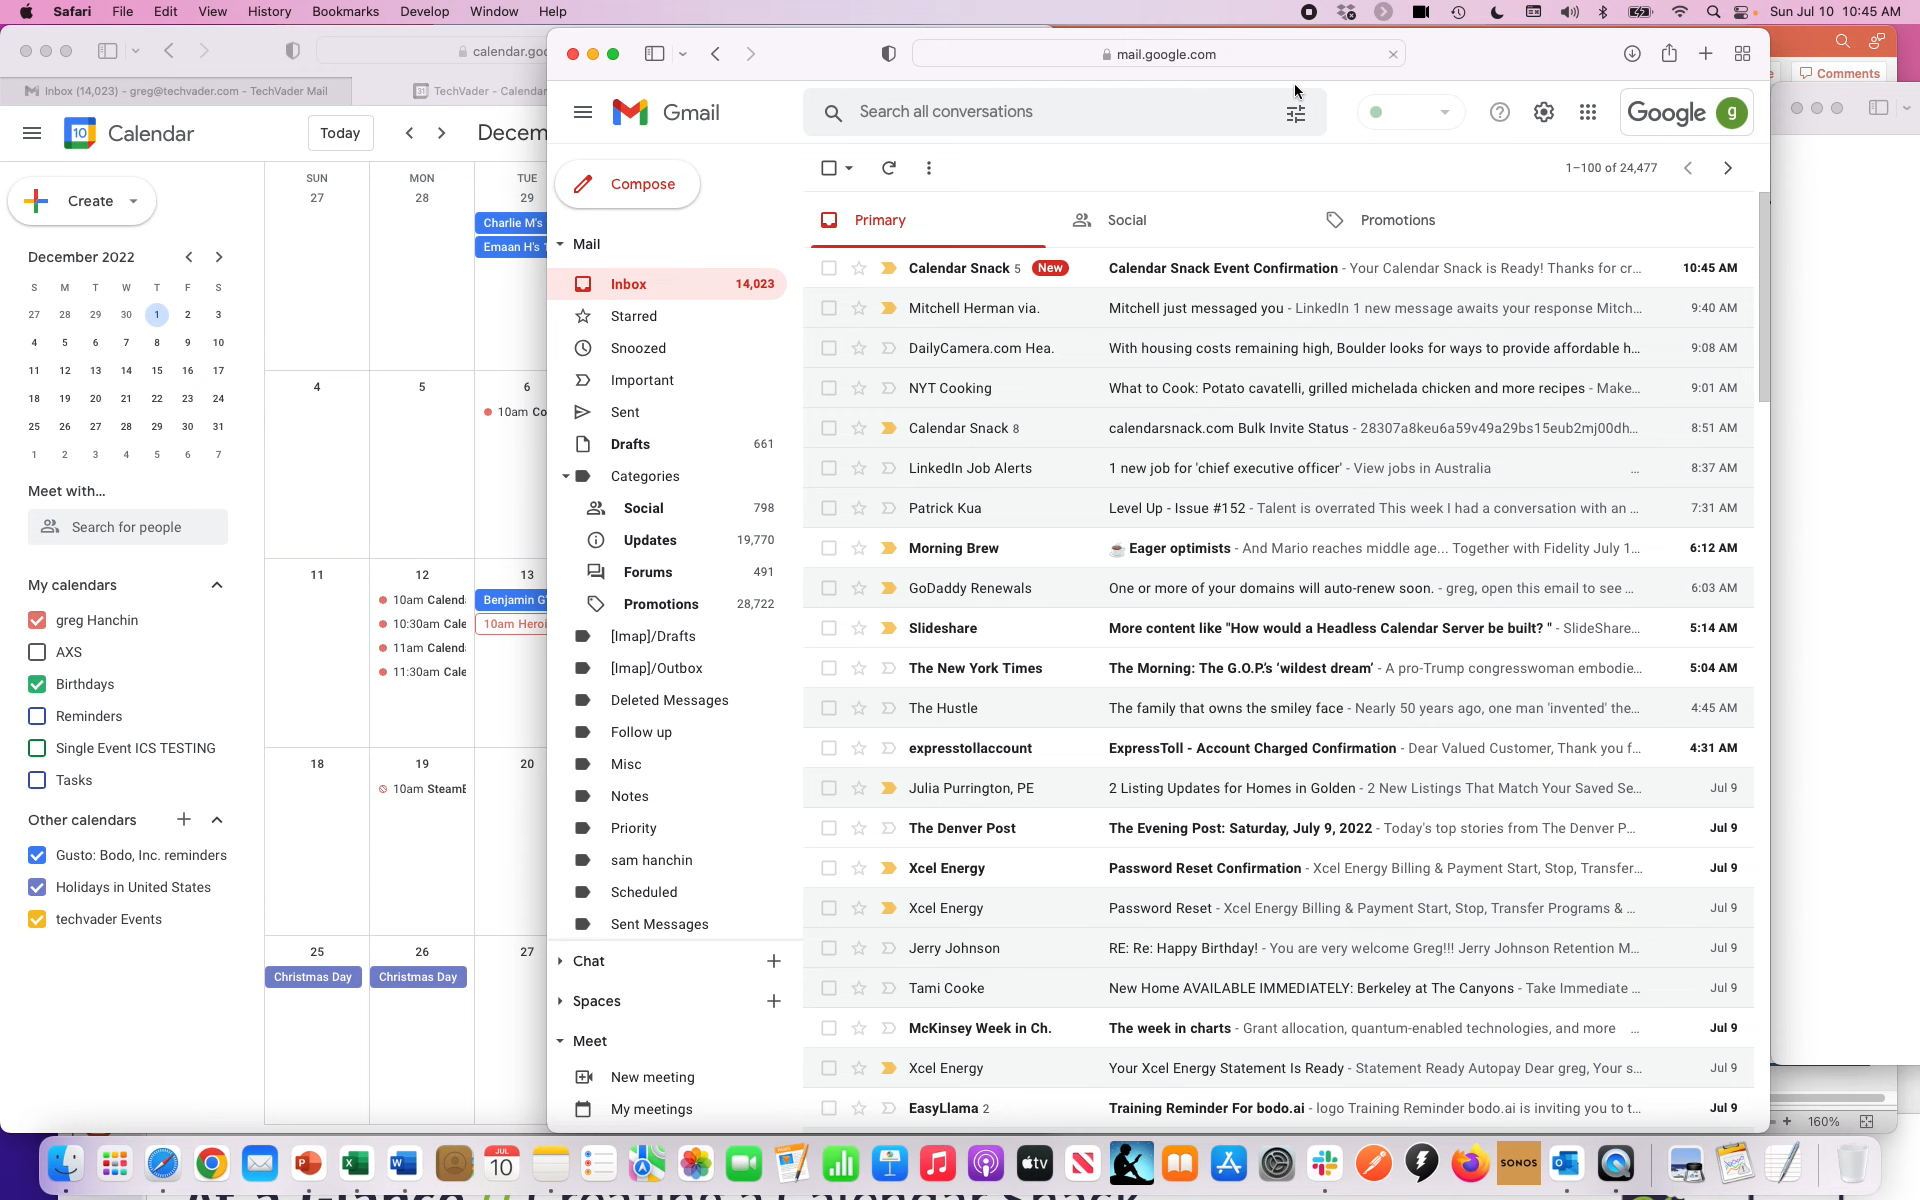 Safari File Edit View History Bookmarks Develop Window Help Sun Jul 10 10:45 AM
calendar.goo
Inbox (14,023) - greg@techvader.com - TechVader Mail
TechVader - Calendar
10 Calendar Today Decem
Create
December 2022
S M T W T F S
27 28 29 30 1 2 3
4 5 6 7 8 9 10
11 12 13 14 15 16 17
18 19 20 21 22 23 24
25 26 27 28 29 30 31
1 2 3 4 5 6 7
Meet with...
Search for people
My calendars
greg Hanchin
AXS
Birthdays
Reminders
Single Event ICS TESTING
Tasks
Other calendars
Gusto: Bodo, Inc. reminders
Holidays in United States
techvader Events
SUN MON TUE
27 28 29
Charlie M's
Emaan H's
4 5 6
10am Co
11 12 13
10am Calenda
10:30am Cale
11am Calenda
11:30am Cale
Benjamin G'
10am Heroi
18 19 20
10am Steam
25 26 27
Christmas Day Christmas Day
mail.google.com
Gmail
Search all conversations
Google g
Compose
1–100 of 24,477
Mail
Inbox 14,023
Starred
Snoozed
Important
Sent
Drafts 661
Categories
Social 798
Updates 19,770
Forums 491
Promotions 28,722
[Imap]/Drafts
[Imap]/Outbox
Deleted Messages
Follow up
Misc
Notes
Priority
sam hanchin
Scheduled
Sent Messages
Chat
Spaces
Meet
New meeting
My meetings
Primary Social Promotions
Calendar Snack 5 New Calendar Snack Event Confirmation - Your Calendar Snack is Ready! Thanks for cr... 10:45 AM
Mitchell Herman via. Mitchell just messaged you - LinkedIn 1 new message awaits your response Mitch... 9:40 AM
DailyCamera.com Hea. With housing costs remaining high, Boulder looks for ways to provide affordable h... 9:08 AM
NYT Cooking What to Cook: Potato cavatelli, grilled michelada chicken and more recipes - Make... 9:01 AM
Calendar Snack 8 calendarsnack.com Bulk Invite Status - 28307a8keu6a59v49a29bs15eub2mj00dh... 8:51 AM
LinkedIn Job Alerts 1 new job for 'chief executive officer' - View jobs in Australia ... 8:37 AM
Patrick Kua Level Up - Issue #152 - Talent is overrated This week I had a conversation with an ... 7:31 AM
Morning Brew ☕ Eager optimists - And Mario reaches middle age... Together with Fidelity July 1... 6:12 AM
GoDaddy Renewals One or more of your domains will auto-renew soon. - greg, open this email to see ... 6:03 AM
Slideshare More content like "How would a Headless Calendar Server be built? " - SlideShare... 5:14 AM
The New York Times The Morning: The G.O.P.'s ‘wildest dream’ - A pro-Trump congresswoman embodie... 5:04 AM
The Hustle The family that owns the smiley face - Nearly 50 years ago, one man 'invented' the... 4:45 AM
expresstollaccount ExpressToll - Account Charged Confirmation - Dear Valued Customer, Thank you f... 4:31 AM
Julia Purrington, PE 2 Listing Updates for Homes in Golden - 2 New Listings That Match Your Saved Se... Jul 9
The Denver Post The Evening Post: Saturday, July 9, 2022 - Today's top stories from The Denver P... Jul 9
Xcel Energy Password Reset Confirmation - Xcel Energy Billing & Payment Start, Stop, Transfer... Jul 9
Xcel Energy Password Reset - Xcel Energy Billing & Payment Start, Stop, Transfer Programs & ... Jul 9
Jerry Johnson RE: Re: Happy Birthday! - You are very welcome Greg!!! Jerry Johnson Retention M... Jul 9
Tami Cooke New Home AVAILABLE IMMEDIATELY: Berkeley at The Canyons - Take Immediate ... Jul 9
McKinsey Week in Ch. The week in charts - Grant allocation, quantum-enabled technologies, and more ... Jul 9
Xcel Energy Your Xcel Energy Statement Is Ready - Statement Ready Autopay Dear greg, Your s... Jul 9
EasyLlama 2 Training Reminder For bodo.ai - logo Training Reminder bodo.ai is inviting you to t... Jul 9
Comments
160%
JUL 10
tv
SONOS